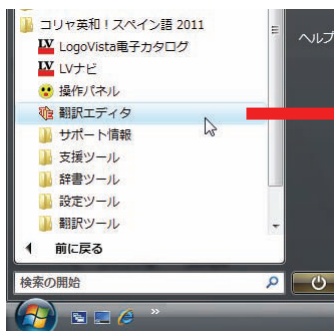 コリャ英和！スペイン語 2011
LV LogoVista電子カタログ
LV LVナビ
操作パネル
翻訳エディタ
サポート情報
支援ツール
辞書ツール
設定ツール
翻訳ツール
前に戻る
検索の開始
ヘルプ